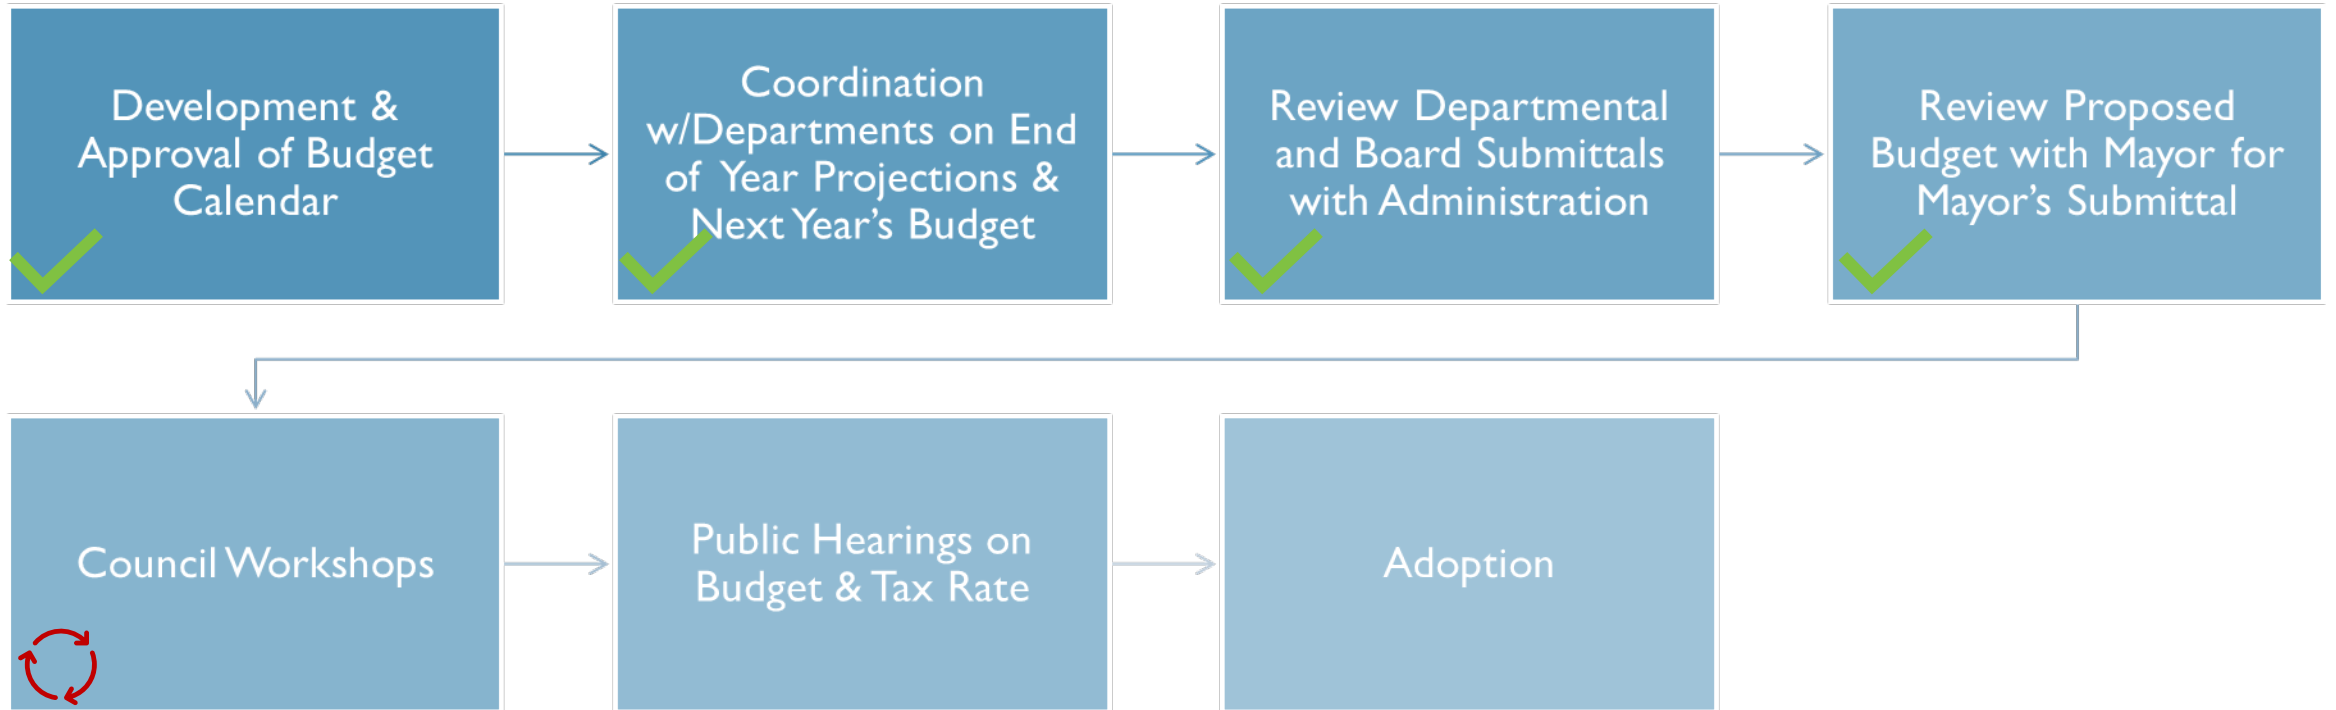 Development &
Approval of Budget
Calendar
Coordination
w/Departments on End
of Year Projections &
Next Year's Budget
Review Departmental
and Board Submittals
with Administration
Review Proposed
Budget with Mayor for
Mayor's Submittal
Council Workshops
Public Hearings on
Budget & Tax Rate
Adoption